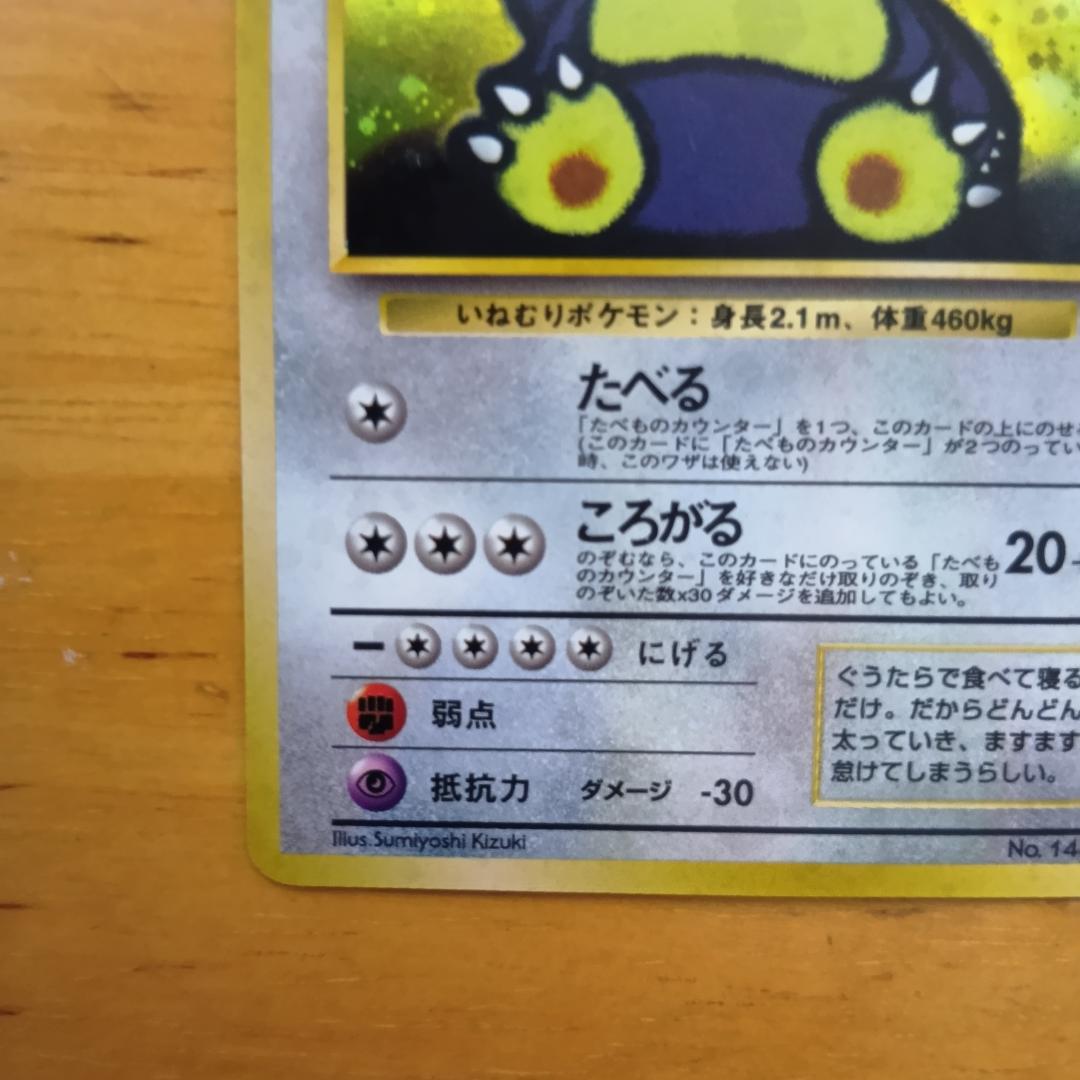 いねむりポケモン：身長2.1m、体重460kg
たべる
「たべものカウンター」を1つ、このカードの上にのせ
(このカードに「たべものカウンター」が2つのってい
時、このワザは使えない)
ころがる
20
のぞむなら、このカードにのっている「たべも
のカウンター」を好きなだけ取りのぞき、取り
のぞいた数x30ダメージを追加してもよい。
にげる
弱点
抵抗力 ダメージ -30
ぐうたらで食べて寝る
だけ。だからどんどん
太っていき、ますます
怠けてしまうらしい。
Illus. Sumiyoshi Kizuki
No. 14